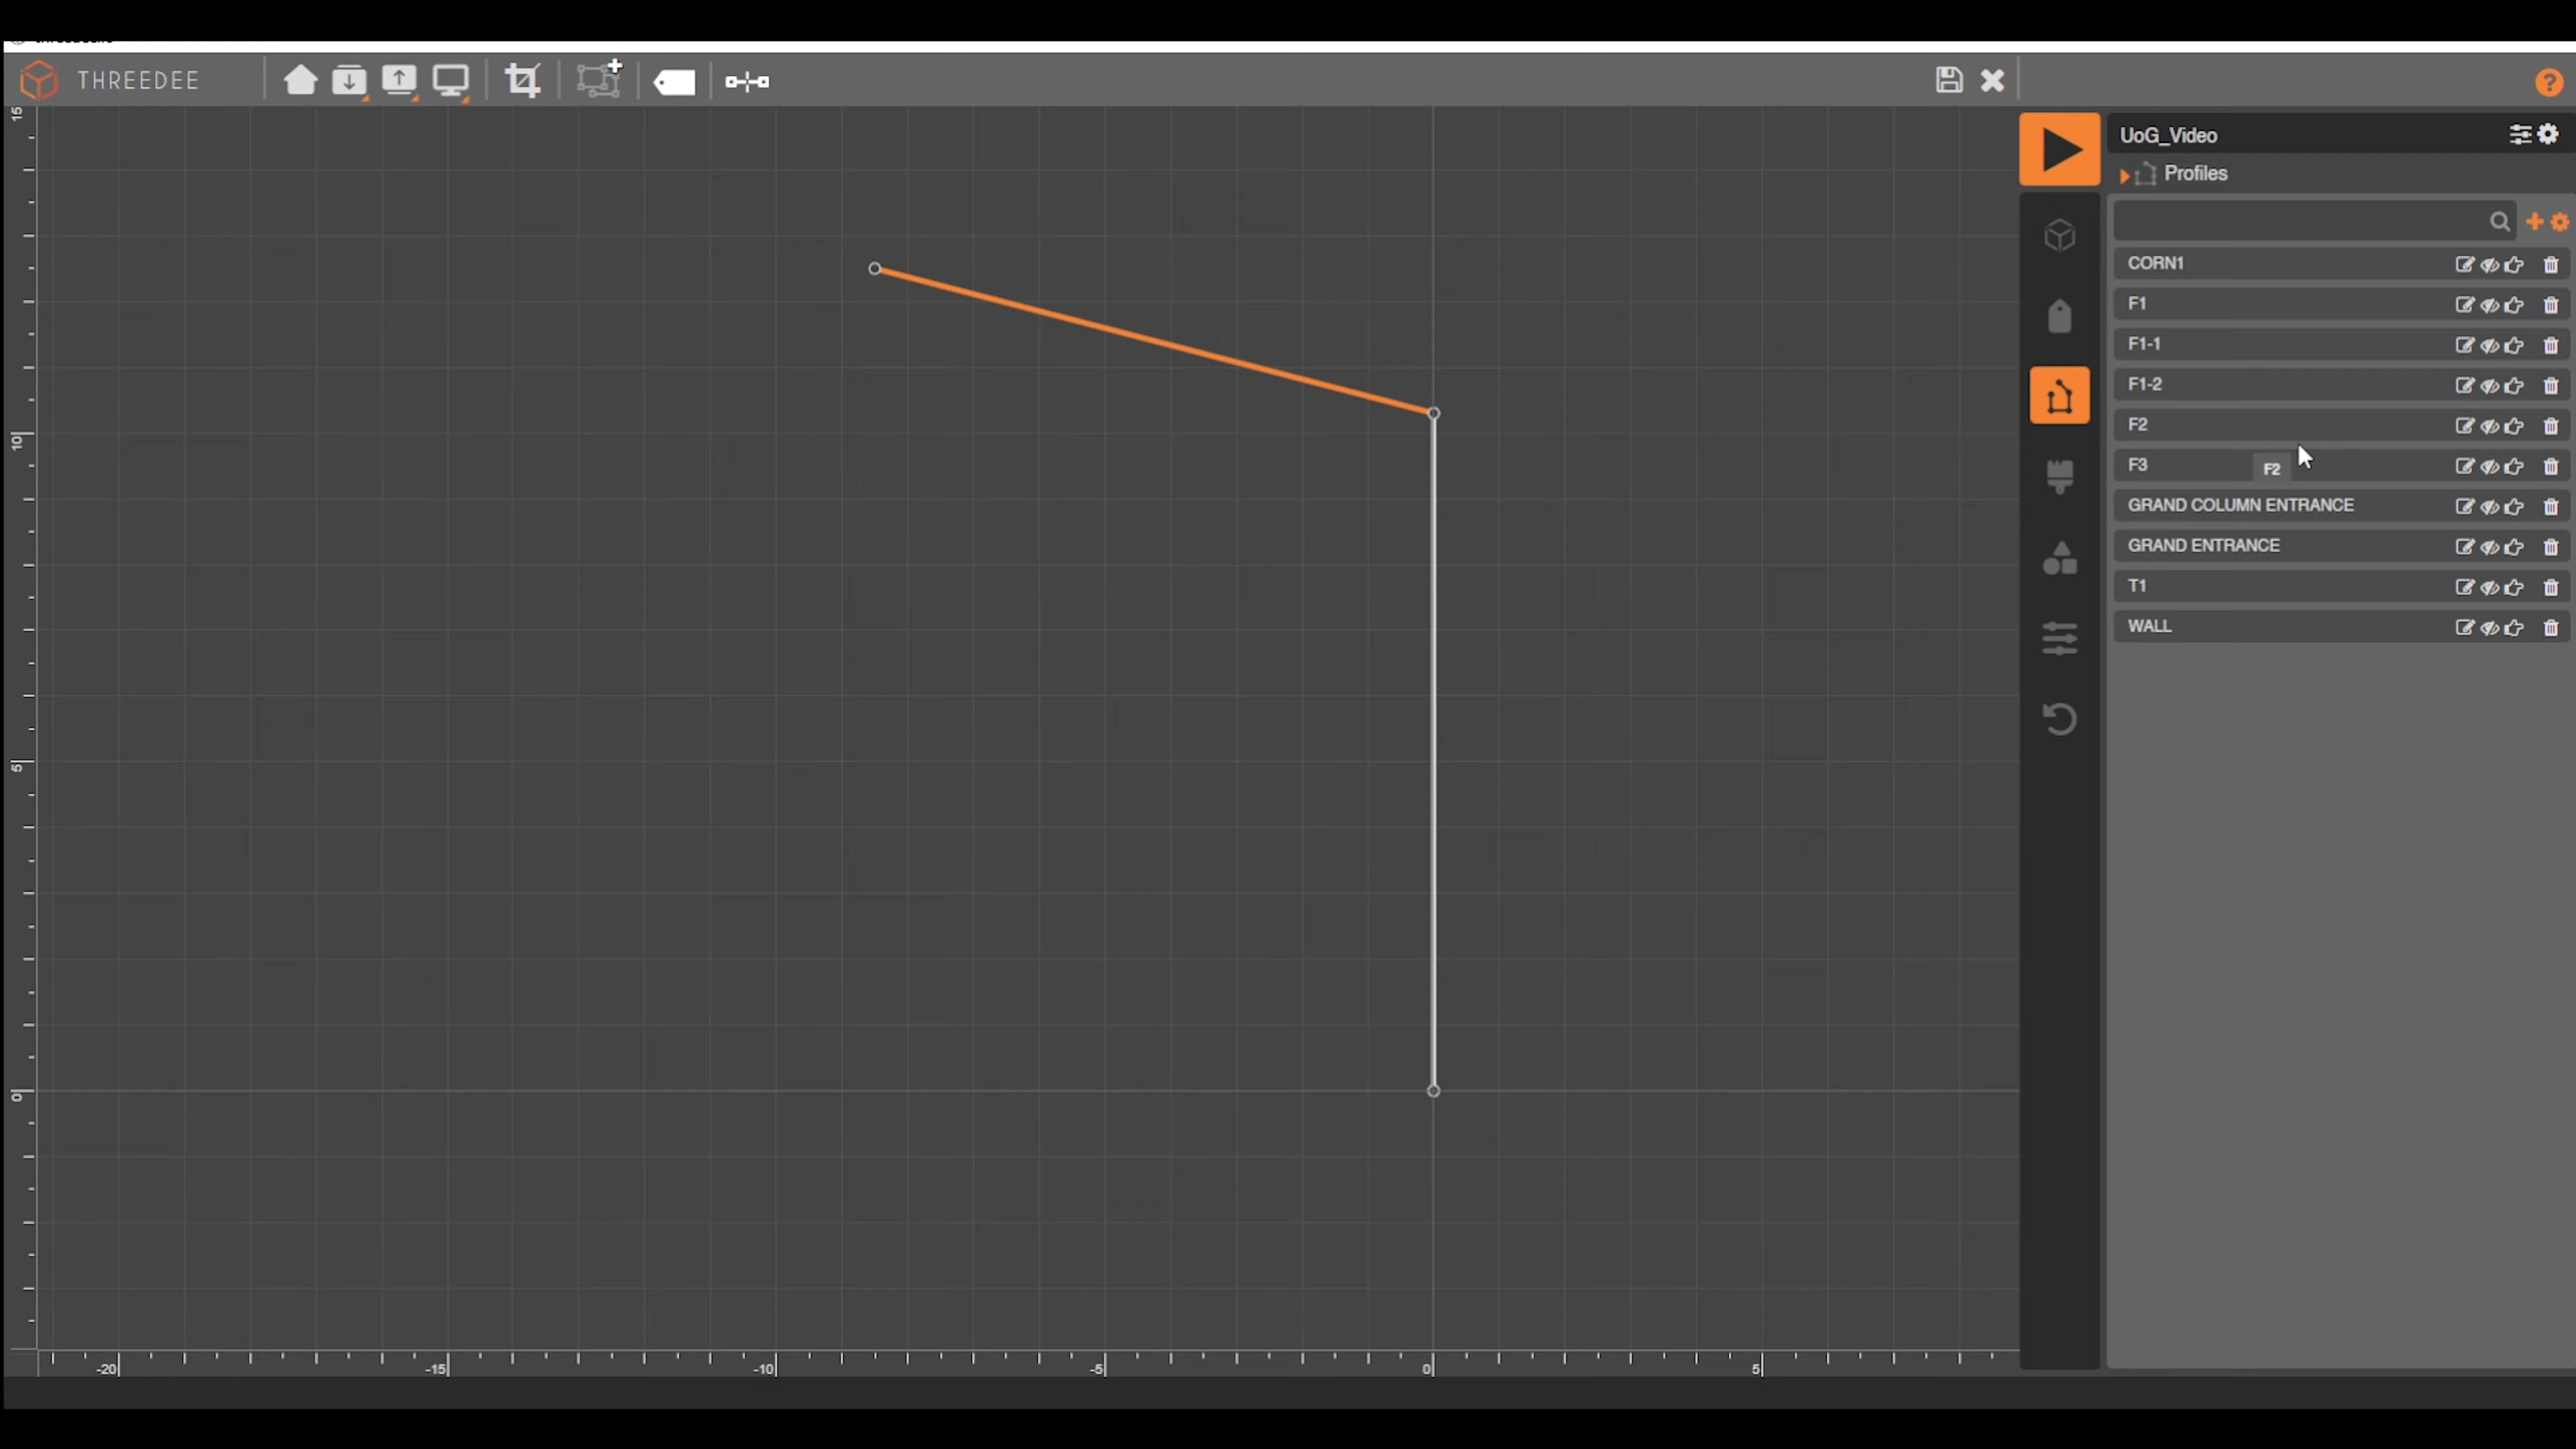 THREEDEE
15
10
5
0
-20
-15
-10
-5
0
5
UoG_Video
Profiles
CORN1
F1
F1-1
F1-2
F2
F3
F2
GRAND COLUMN ENTRANCE
GRAND ENTRANCE
T1
WALL
?